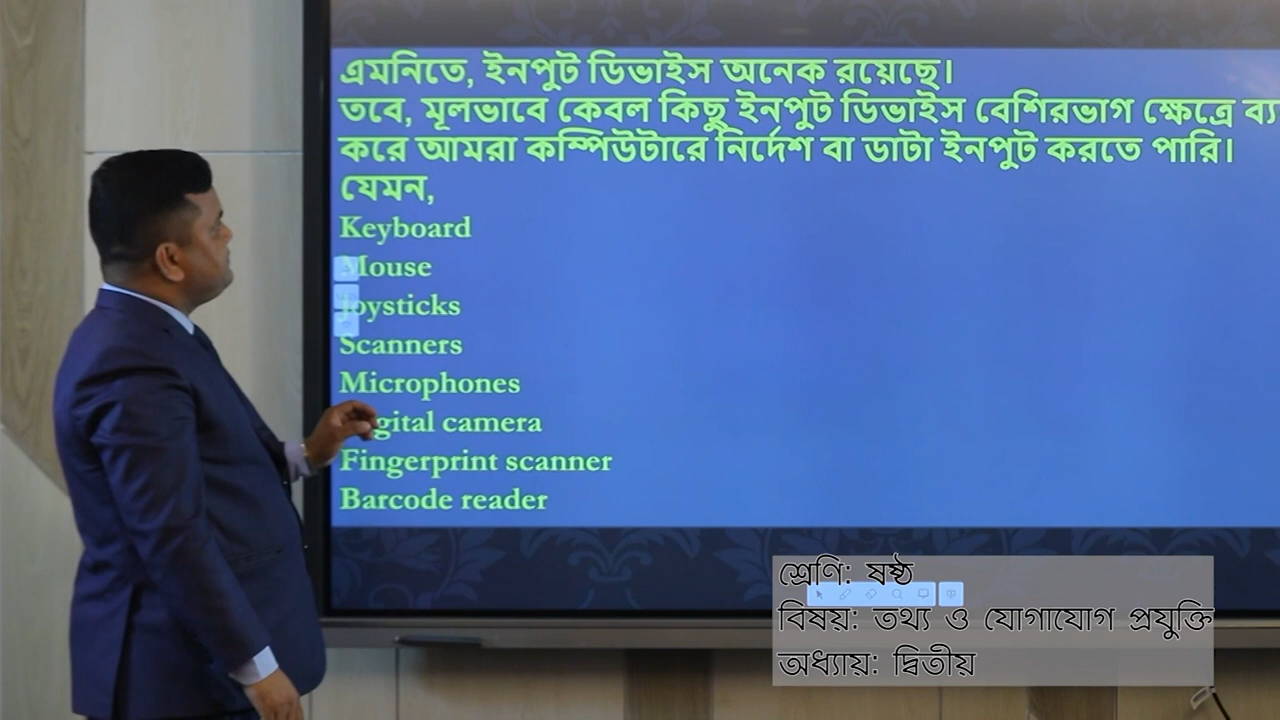 এমনিতে, ইনপুট ডিভাইস অনেক রয়েছে।
তবে, মূলভাবে কেবল কিছু ইনপুট ডিভাইস বেশিরভাগ ক্ষেত্রে
করে আমরা কম্পিউটারে নির্দেশ বা ডাটা ইনপুট করতে পারি।
যেমন,
Keyboard
Mouse
Joysticks
Scanners
Microphones
Digital camera
Fingerprint scanner
Barcode reader
শ্রেণি: ষষ্ঠ
বিষয়: তথ্য ও যোগাযোগ প্রযুক্তি
অধ্যায়: দ্বিতীয়